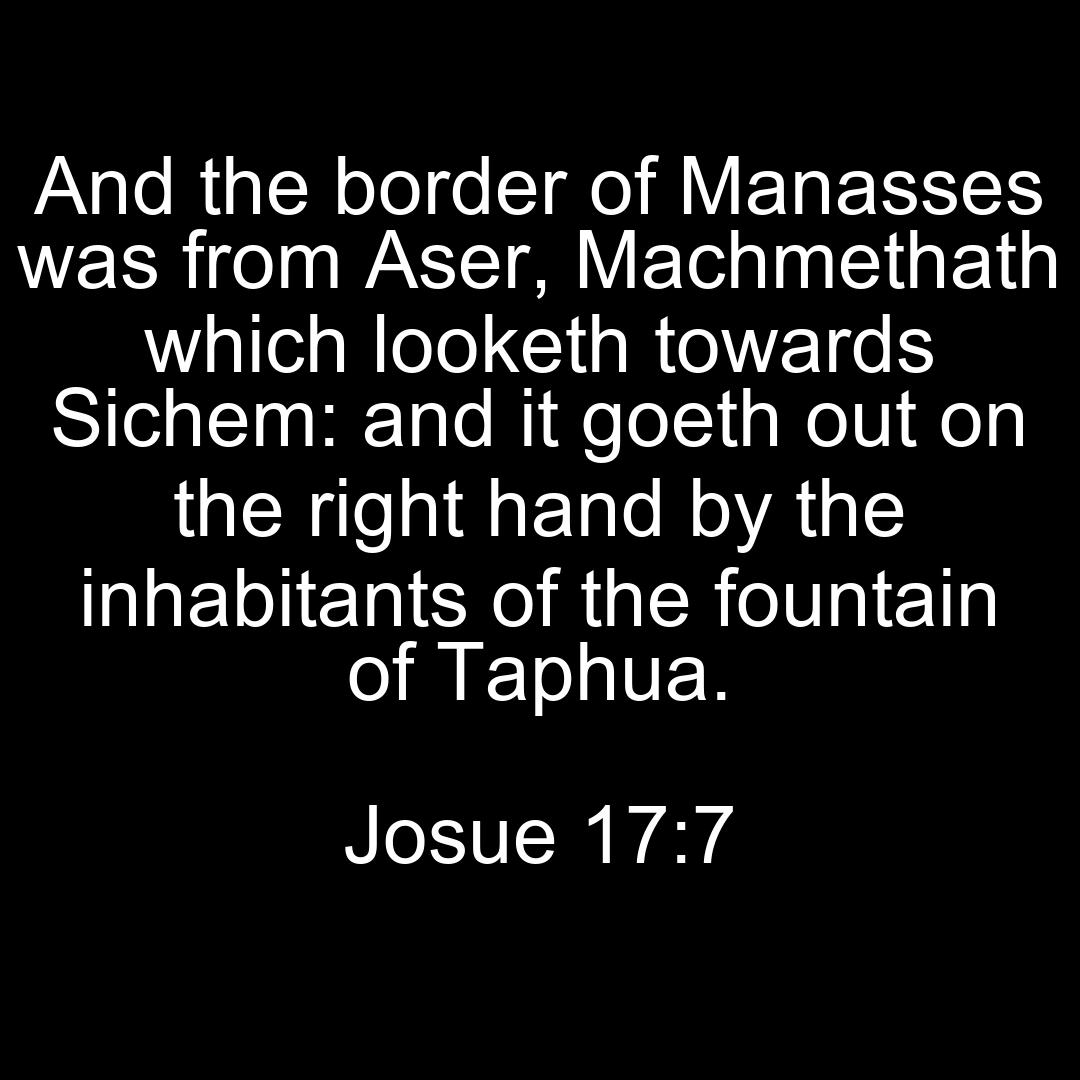 And the border of Manasses
was from Aser, Machmethath
which looketh towards
Sichem: and it goeth out on
the right hand by the
inhabitants of the fountain
of Taphua.
Josue 17:7